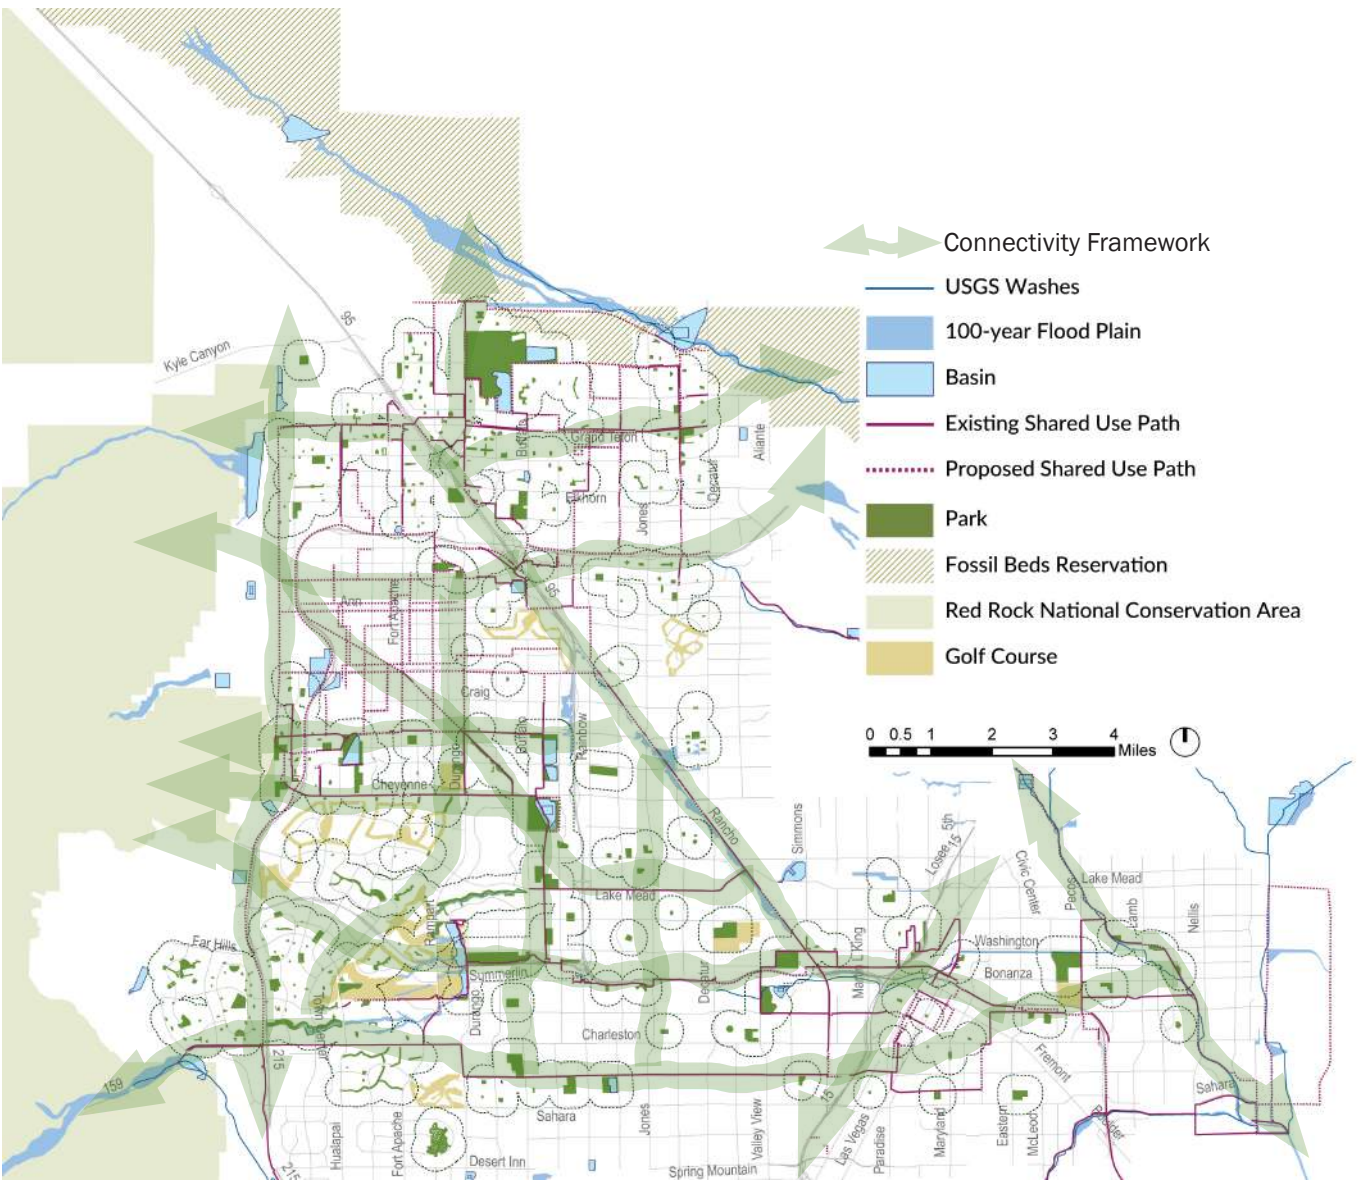 Connectivity Framework
USGS Washes
100-year Flood Plain
Basin
Existing Shared Use Path
Proposed Shared Use Path
Park
Fossil Beds Reservation
Red Rock National Conservation Area
Golf Course
0 0.5 1 2 3 4
Miles
95
Kyle Canyon
Buffalo
Grand Teton
Aliante
Decatur
Elkhorn
Jones
95
Ann
Fort Apache
Craig
Durango
Buffalo
Rainbow
Cheyenne
Rancho
Simmons
Losee
5th
15
Civic Center
Pecos
Lake Mead
Lamb
Nellis
Lake Mead
Rampart
Far Hills
Washington
Martin L King
Bonanza
Summerlin
Decatur
Durango
Town Center
Charleston
215
Fremont
159
15
Sahara
Sahara
Hualapai
Fort Apache
Jones
Valley View
Las Vegas
Paradise
Maryland
Eastern
McLeod
Boulder
Desert Inn
Spring Mountain
215